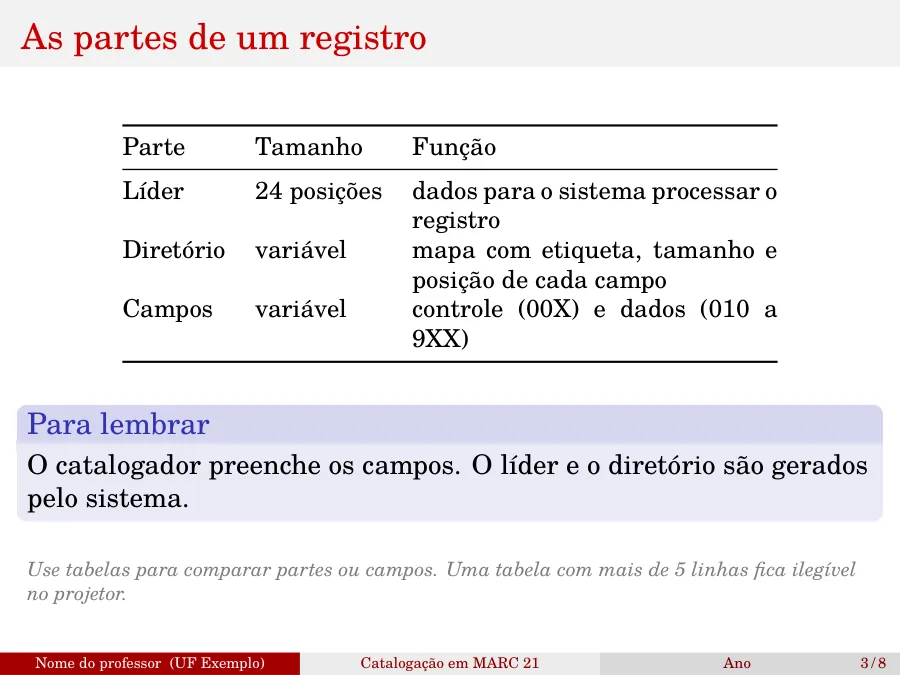 As partes de um registro
Parte Tamanho Função
Líder 24 posições dados para o sistema processar o
registro
Diretório variável mapa com etiqueta, tamanho e
posição de cada campo
Campos variável controle (00X) e dados (010 a
9XX)
Para lembrar
O catalogador preenche os campos. O líder e o diretório são gerados
pelo sistema.
Use tabelas para comparar partes ou campos. Uma tabela com mais de 5 linhas fica ilegível
no projetor.
Nome do professor (UF Exemplo) Catalogação em MARC 21 Ano 3/8